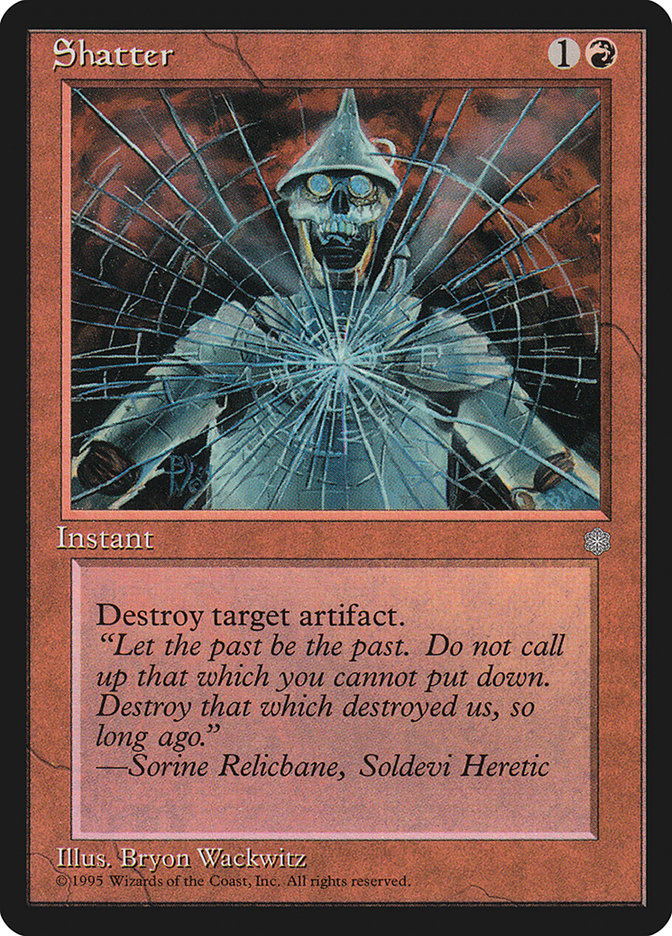 Shatter 1
Instant
Destroy target artifact.
“Let the past be the past. Do not call
up that which you cannot put down.
Destroy that which destroyed us, so
long ago.”
—Sorine Relicbane, Soldevi Heretic
Illus. Bryon Wackwitz
©1995 Wizards of the Coast, Inc. All rights reserved.